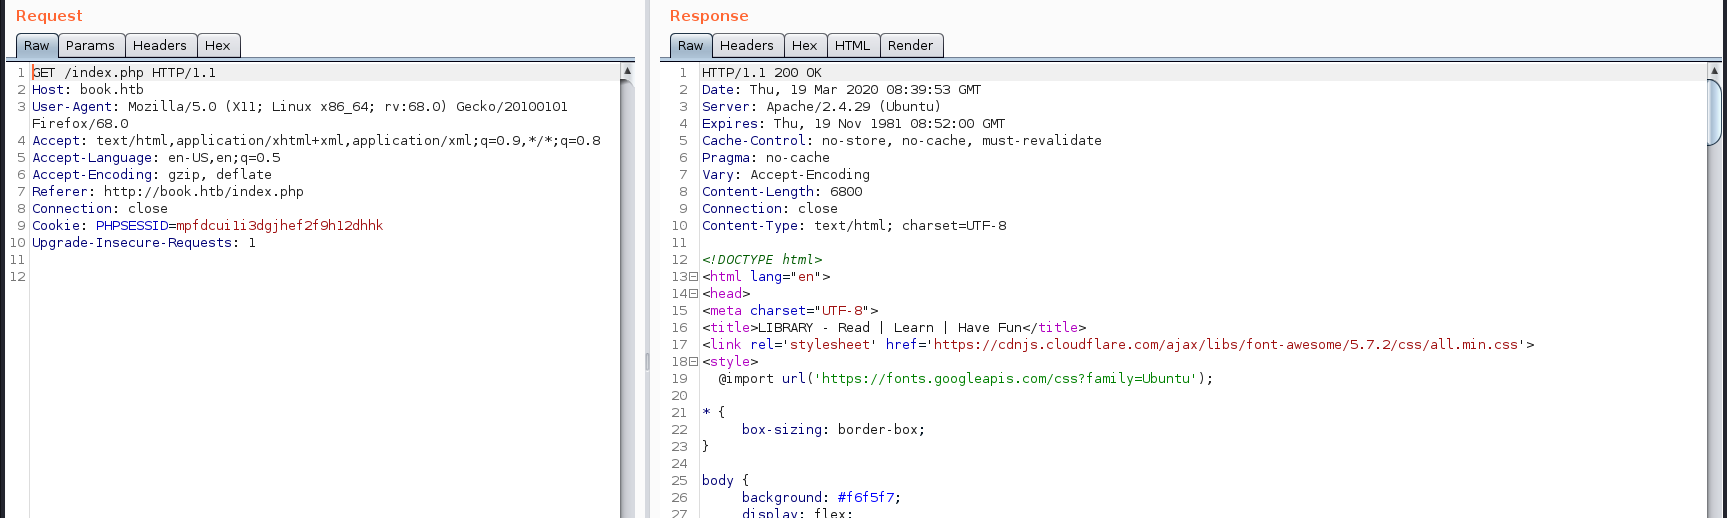 Request
Raw Params Headers Hex
1 GET /index.php HTTP/1.1
2 Host: book.htb
3 User-Agent: Mozilla/5.0 (X11; Linux x86_64; rv:68.0) Gecko/20100101
Firefox/68.0
4 Accept: text/html,application/xhtml+xml,application/xml;q=0.9,*/*;q=0.8
5 Accept-Language: en-US,en;q=0.5
6 Accept-Encoding: gzip, deflate
7 Referer: http://book.htb/index.php
8 Connection: close
9 Cookie: PHPSESSID=mpfdcui1i3dgjhef2f9h12dhhk
10 Upgrade-Insecure-Requests: 1
11
12
Response
Raw Headers Hex HTML Render
1 HTTP/1.1 200 OK
2 Date: Thu, 19 Mar 2020 08:39:53 GMT
3 Server: Apache/2.4.29 (Ubuntu)
4 Expires: Thu, 19 Nov 1981 08:52:00 GMT
5 Cache-Control: no-store, no-cache, must-revalidate
6 Pragma: no-cache
7 Vary: Accept-Encoding
8 Content-Length: 6800
9 Connection: close
10 Content-Type: text/html; charset=UTF-8
11
12 <!DOCTYPE html>
13 <html lang="en">
14 <head>
15 <meta charset="UTF-8">
16 <title>LIBRARY - Read | Learn | Have Fun</title>
17 <link rel='stylesheet' href='https://cdnjs.cloudflare.com/ajax/libs/font-awesome/5.7.2/css/all.min.css'>
18 <style>
19 @import url('https://fonts.googleapis.com/css?family=Ubuntu');
20
21 * {
22 box-sizing: border-box;
23 }
24
25 body {
26 background: #f6f5f7;
27 display: flex;